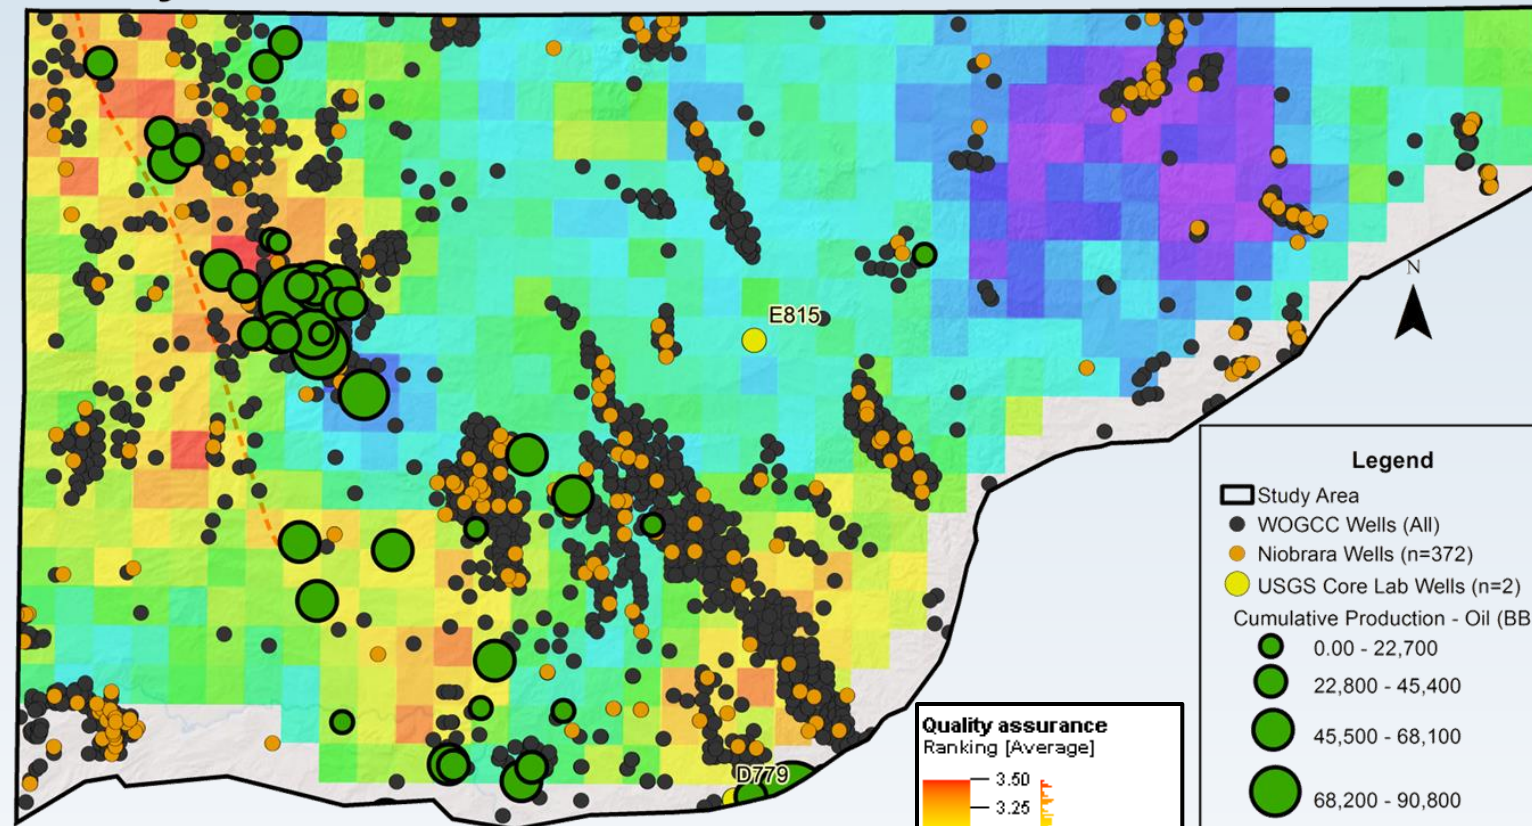 E815
N
D779
Legend
Study Area
WOGCC Wells (All)
Niobrara Wells (n=372)
USGS Core Lab Wells (n=2)
Cumulative Production - Oil (BB
0.00 - 22,700
22,800 - 45,400
45,500 - 68,100
68,200 - 90,800
Quality assurance
Ranking [Average]
3.50
3.25